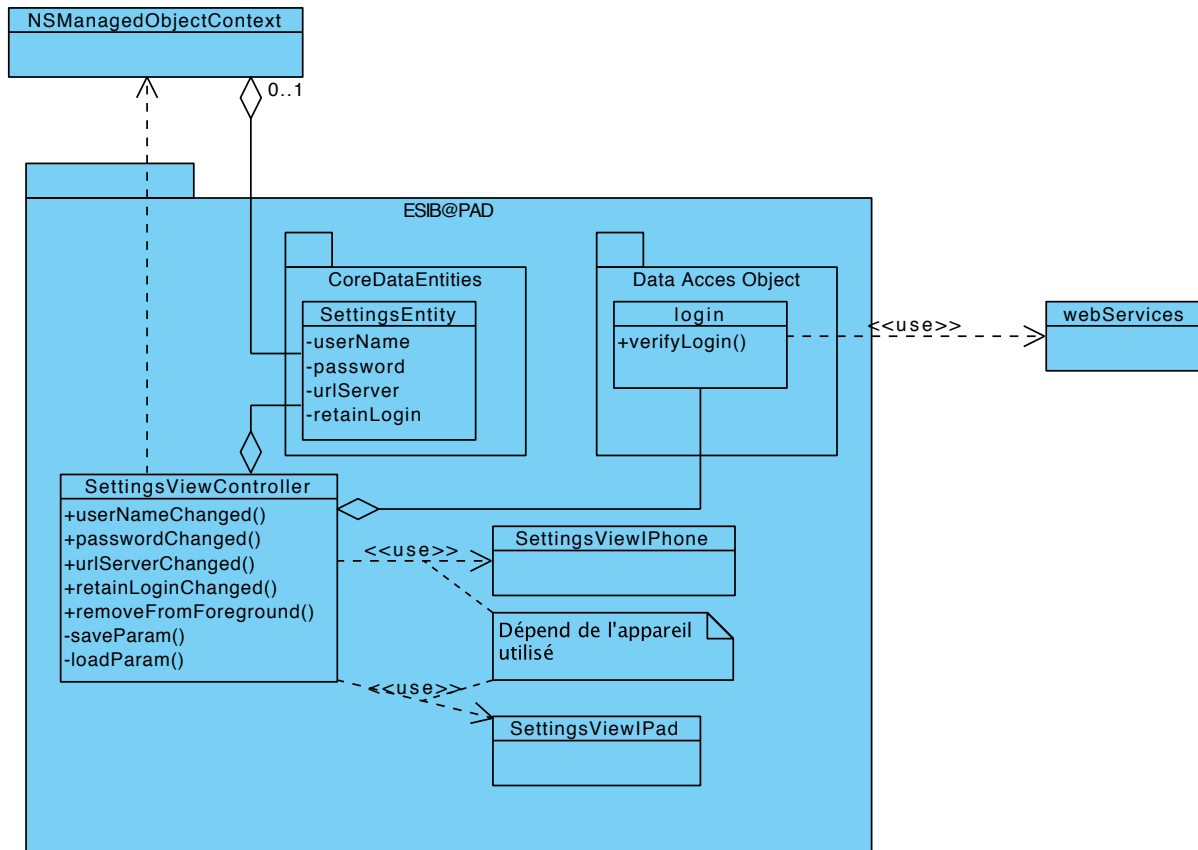 NSManagedObjectContext
0..1
ESIB@PAD
CoreDataEntities
SettingsEntity
-userName
-password
-urlServer
-retainLogin
Data Acces Object
login
+verifyLogin()
<<use>>
webServices
SettingsViewController
+userNameChanged()
+passwordChanged()
+urlServerChanged()
+retainLoginChanged()
+removeFromForeground()
-saveParam()
-loadParam()
<<use>>
SettingsViewIPhone
Dépend de l'appareil
utilisé
<<use>>
SettingsViewIPad